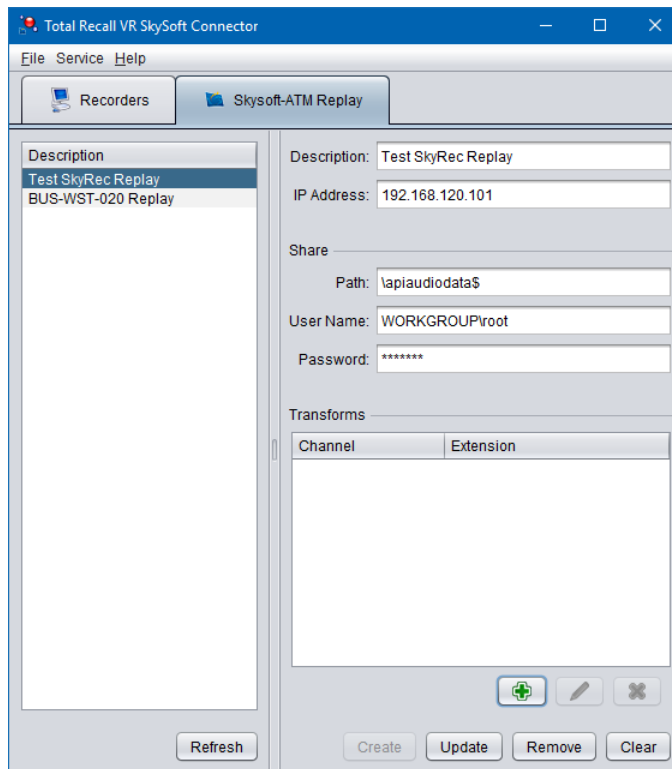 Total Recall VR SkySoft Connector
File Service Help
Recorders
Skysoft-ATM Replay
Description
Test SkyRec Replay
BUS-WST-020 Replay
Refresh
Description: Test SkyRec Replay
IP Address: 192.168.120.101
Share
Path: \apiaudiodata$
User Name: WORKGROUP\root
Password: *******
Transforms
Channel Extension
Create Update Remove Clear